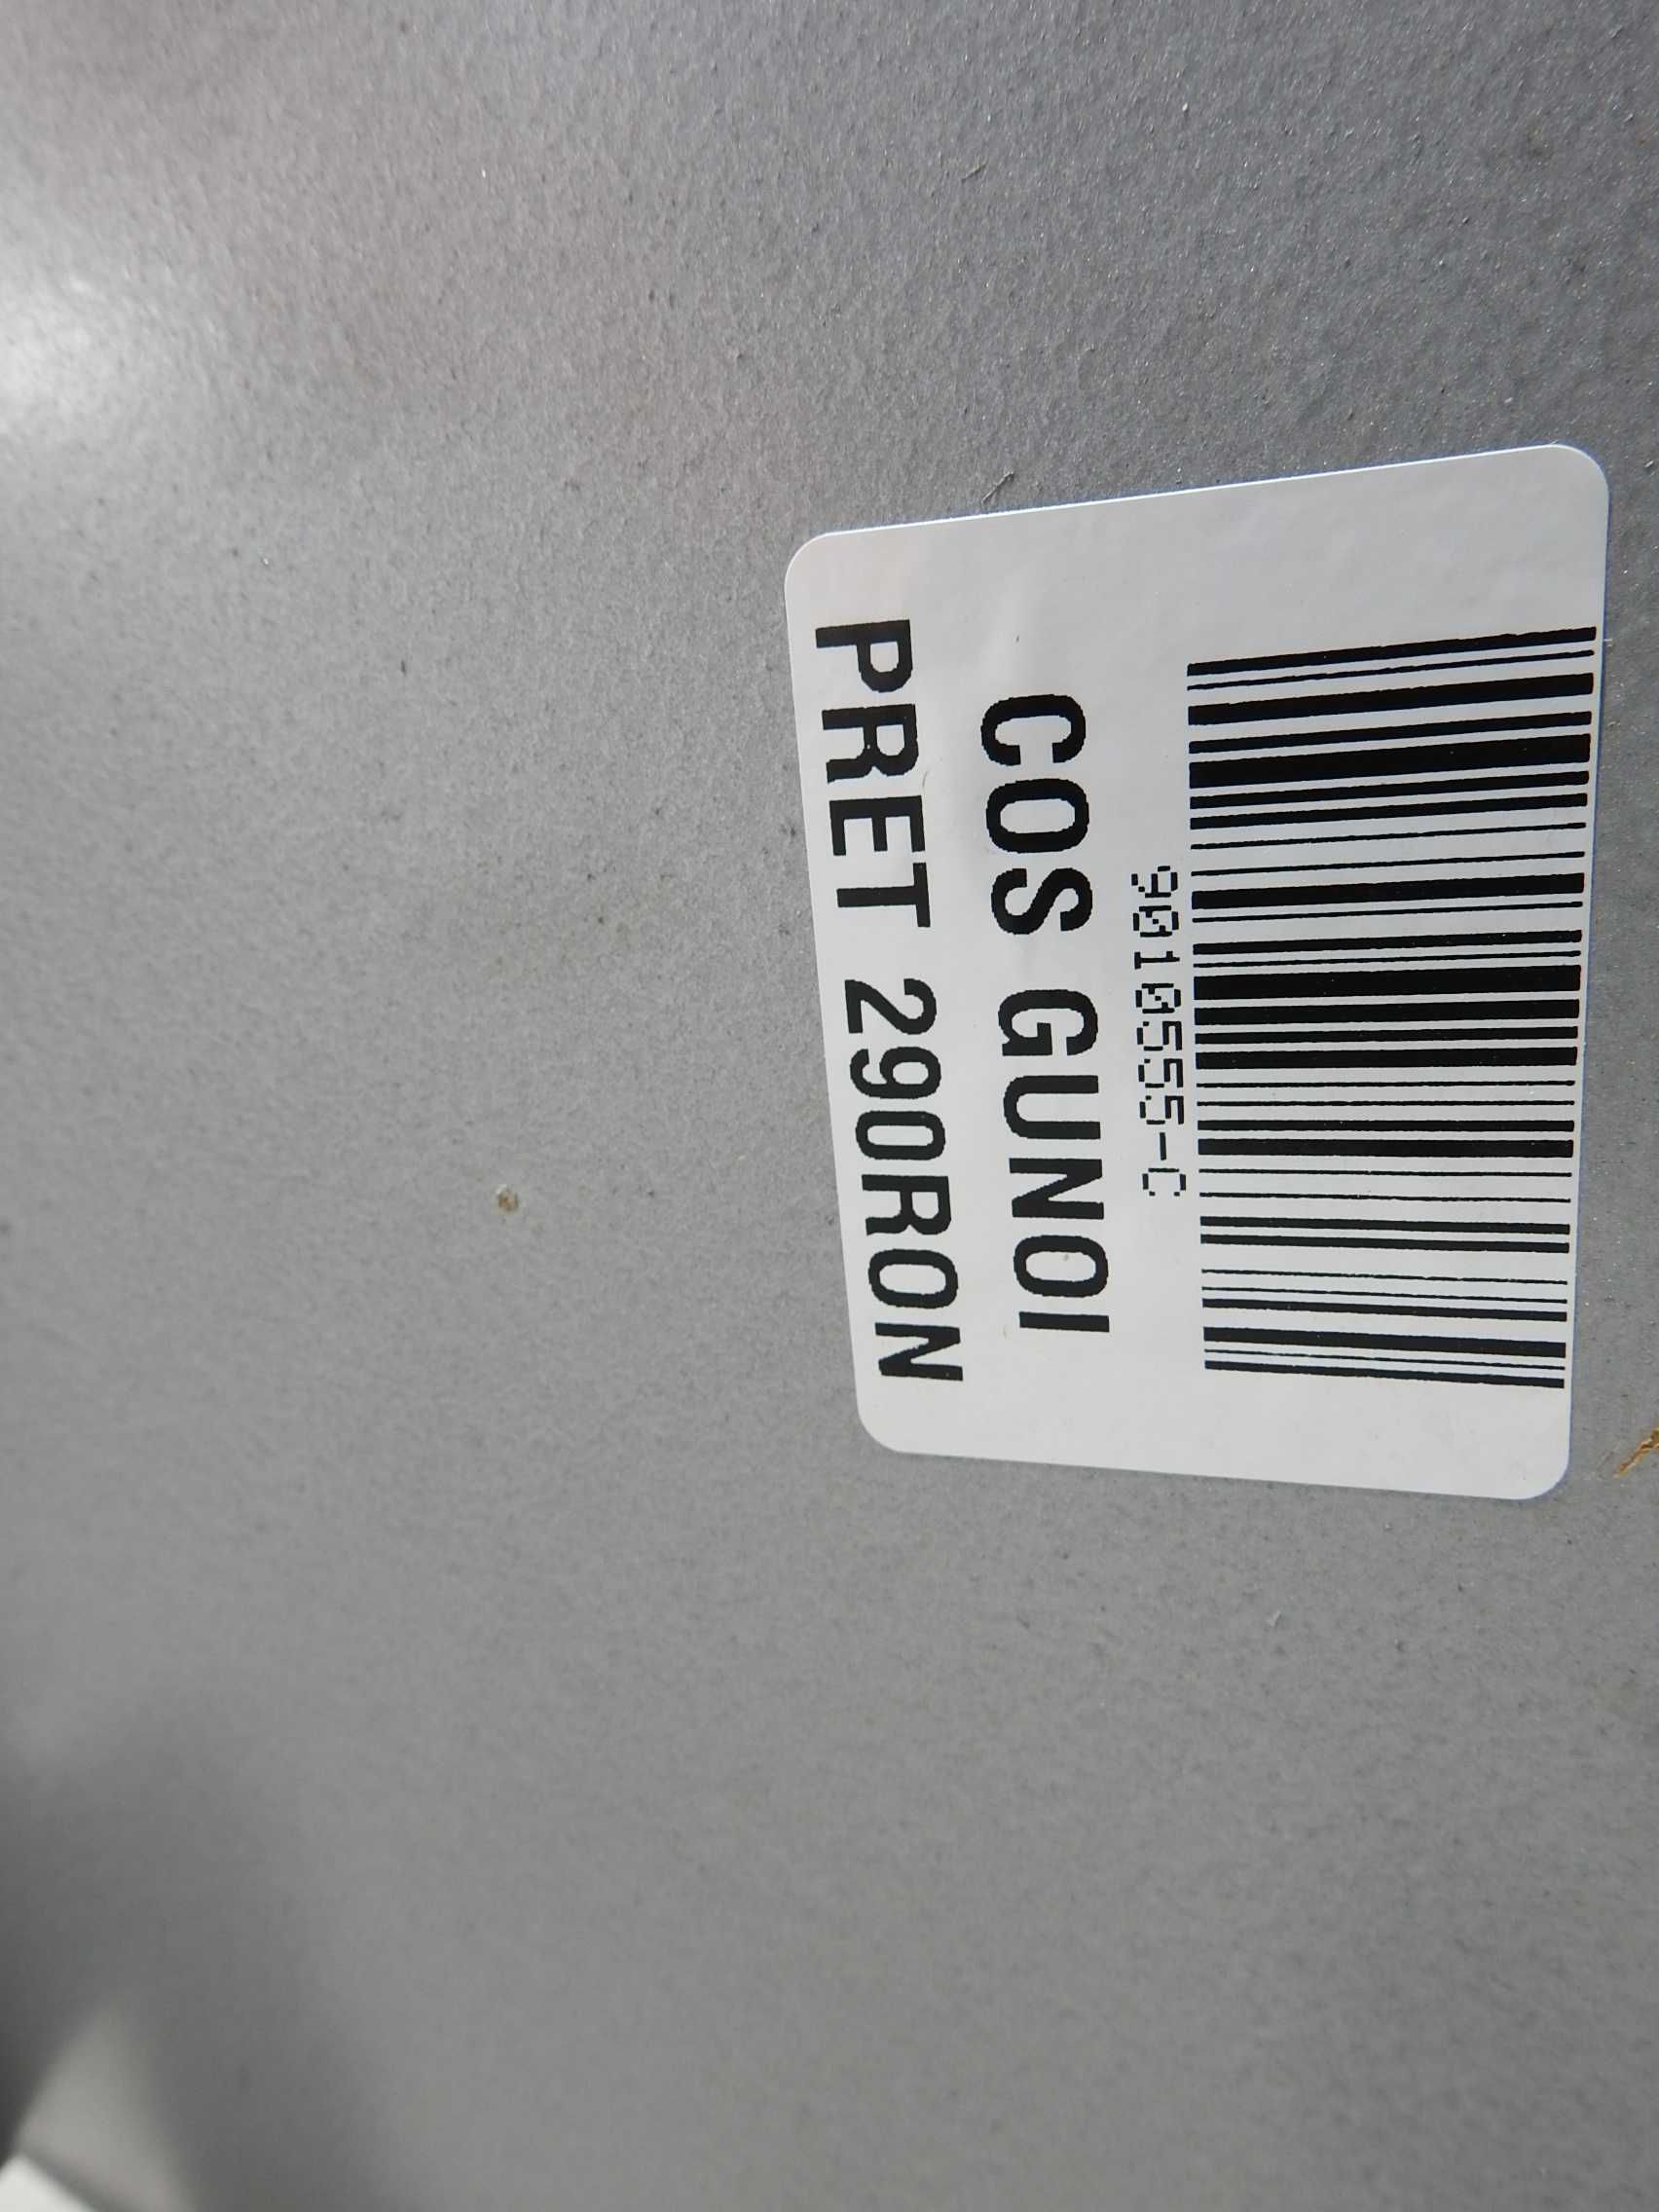 9010555-C
COS GUNOI
PRET 290RON